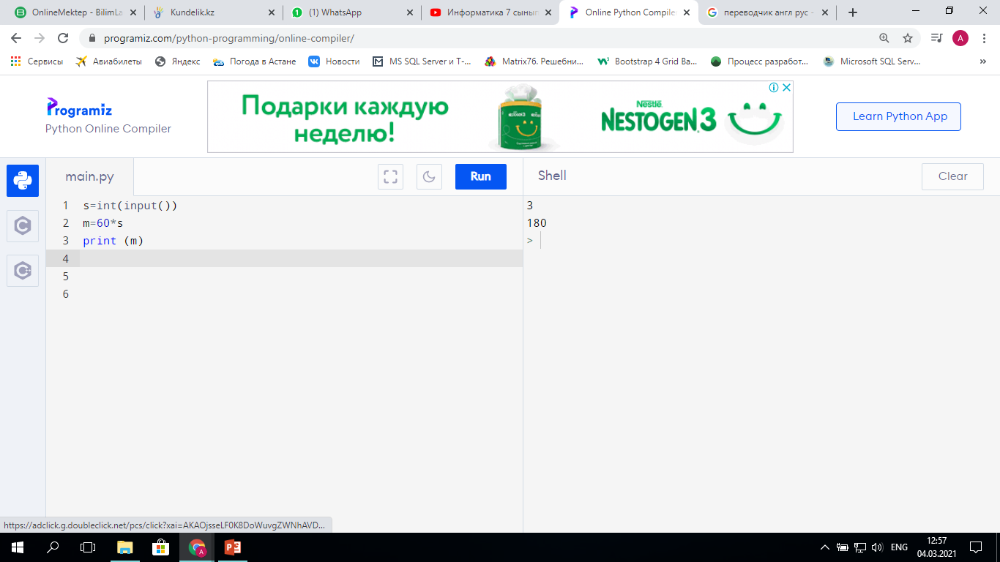 OnlineMektep - BilimLa
Kundelik.kz
(1) WhatsApp
Информатика 7 сынып
Online Python Compile
переводчик англ рус -
programiz.com/python-programming/online-compiler/
A
Сервисы
Авиабилеты
Яндекс
Погода в Астане
Новости
MS SQL Server и T-...
Matrix76. Решебни...
Bootstrap 4 Grid Ba...
Процесс разработ...
Microsoft SQL Serv...
»
Programiz
Python Online Compiler
Подарки каждую
неделю!
Nestlé
NESTOGEN 3
Learn Python App
main.py
Run
Shell
Clear
1 s=int(input())
2 m=60*s
3 print (m)
4
5
6
3
180
>
https://adclick.g.doubleclick.net/pcs/click?xai=AKAOjsseLF0K8DoWuvgZWNhAVD...
ENG
12:57
04.03.2021